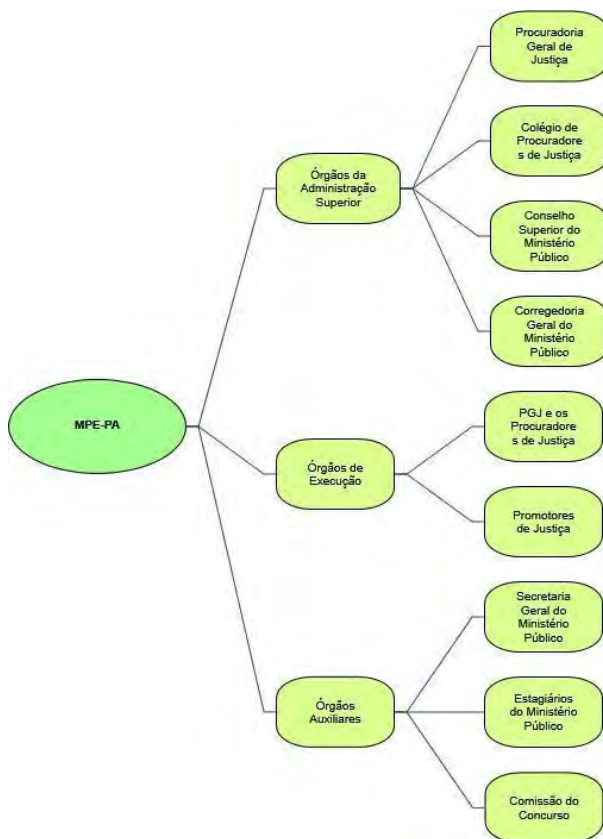 Procuradoria
Geral de
Justiça
Colégio de
Procuradore
s de Justiça
Órgãos da
Administração
Superior
Conselho
Superior do
Ministério
Público
Corregedoria
Geral do
Ministério
Público
MPE-PA
PGJ e os
Procuradore
s de Justiça
Órgãos de
Execução
Promotores
de Justiça
Secretaria
Geral do
Ministério
Público
Órgãos
Auxiliares
Estagiários
do Ministério
Público
Comissão do
Concurso